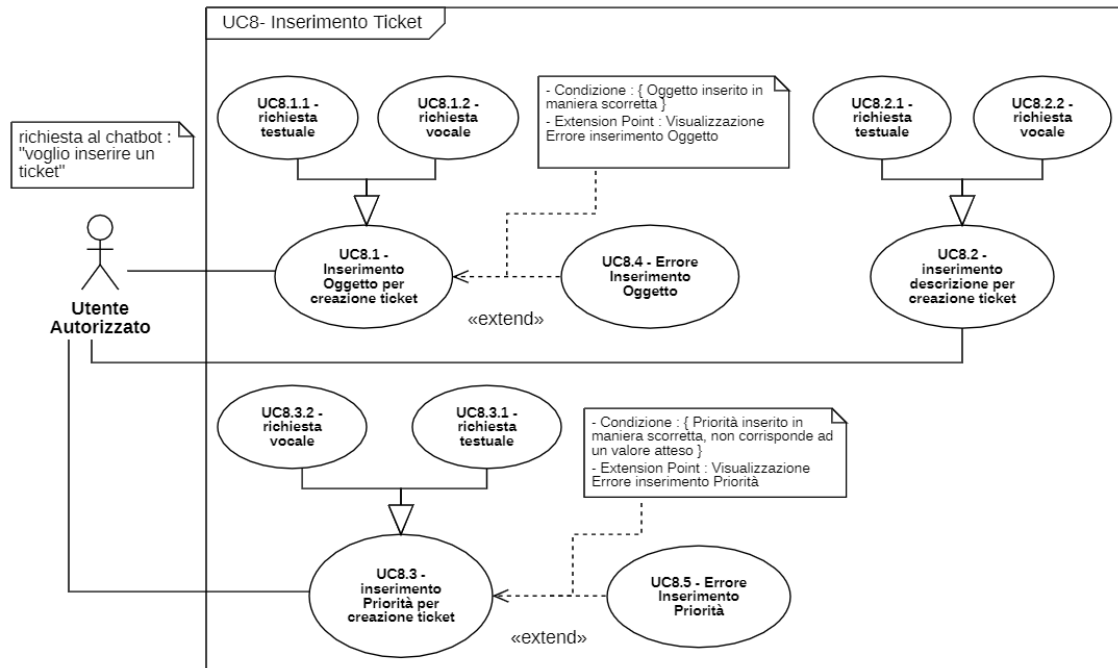 UC8- Inserimento Ticket
richiesta al chatbot :
"voglio inserire un
ticket"
Utente
Autorizzato
UC8.1.1 -
richiesta
testuale
UC8.1.2 -
richiesta
vocale
- Condizione : { Oggetto inserito in
maniera scorretta }
- Extension Point : Visualizzazione
Errore inserimento Oggetto
UC8.2.1 -
richiesta
testuale
UC8.2.2 -
richiesta
vocale
UC8.1 -
Inserimento
Oggetto per
creazione ticket
UC8.4 - Errore
Inserimento
Oggetto
«extend»
UC8.2 -
inserimento
descrizione per
creazione ticket
UC8.3.2 -
richiesta
vocale
UC8.3.1 -
richiesta
testuale
- Condizione : { Priorità inserito in
maniera scorretta, non corrisponde ad
un valore atteso }
- Extension Point : Visualizzazione
Errore inserimento Priorità
UC8.3 -
inserimento
Priorità per
creazione ticket
UC8.5 - Errore
Inserimento
Priorità
«extend»